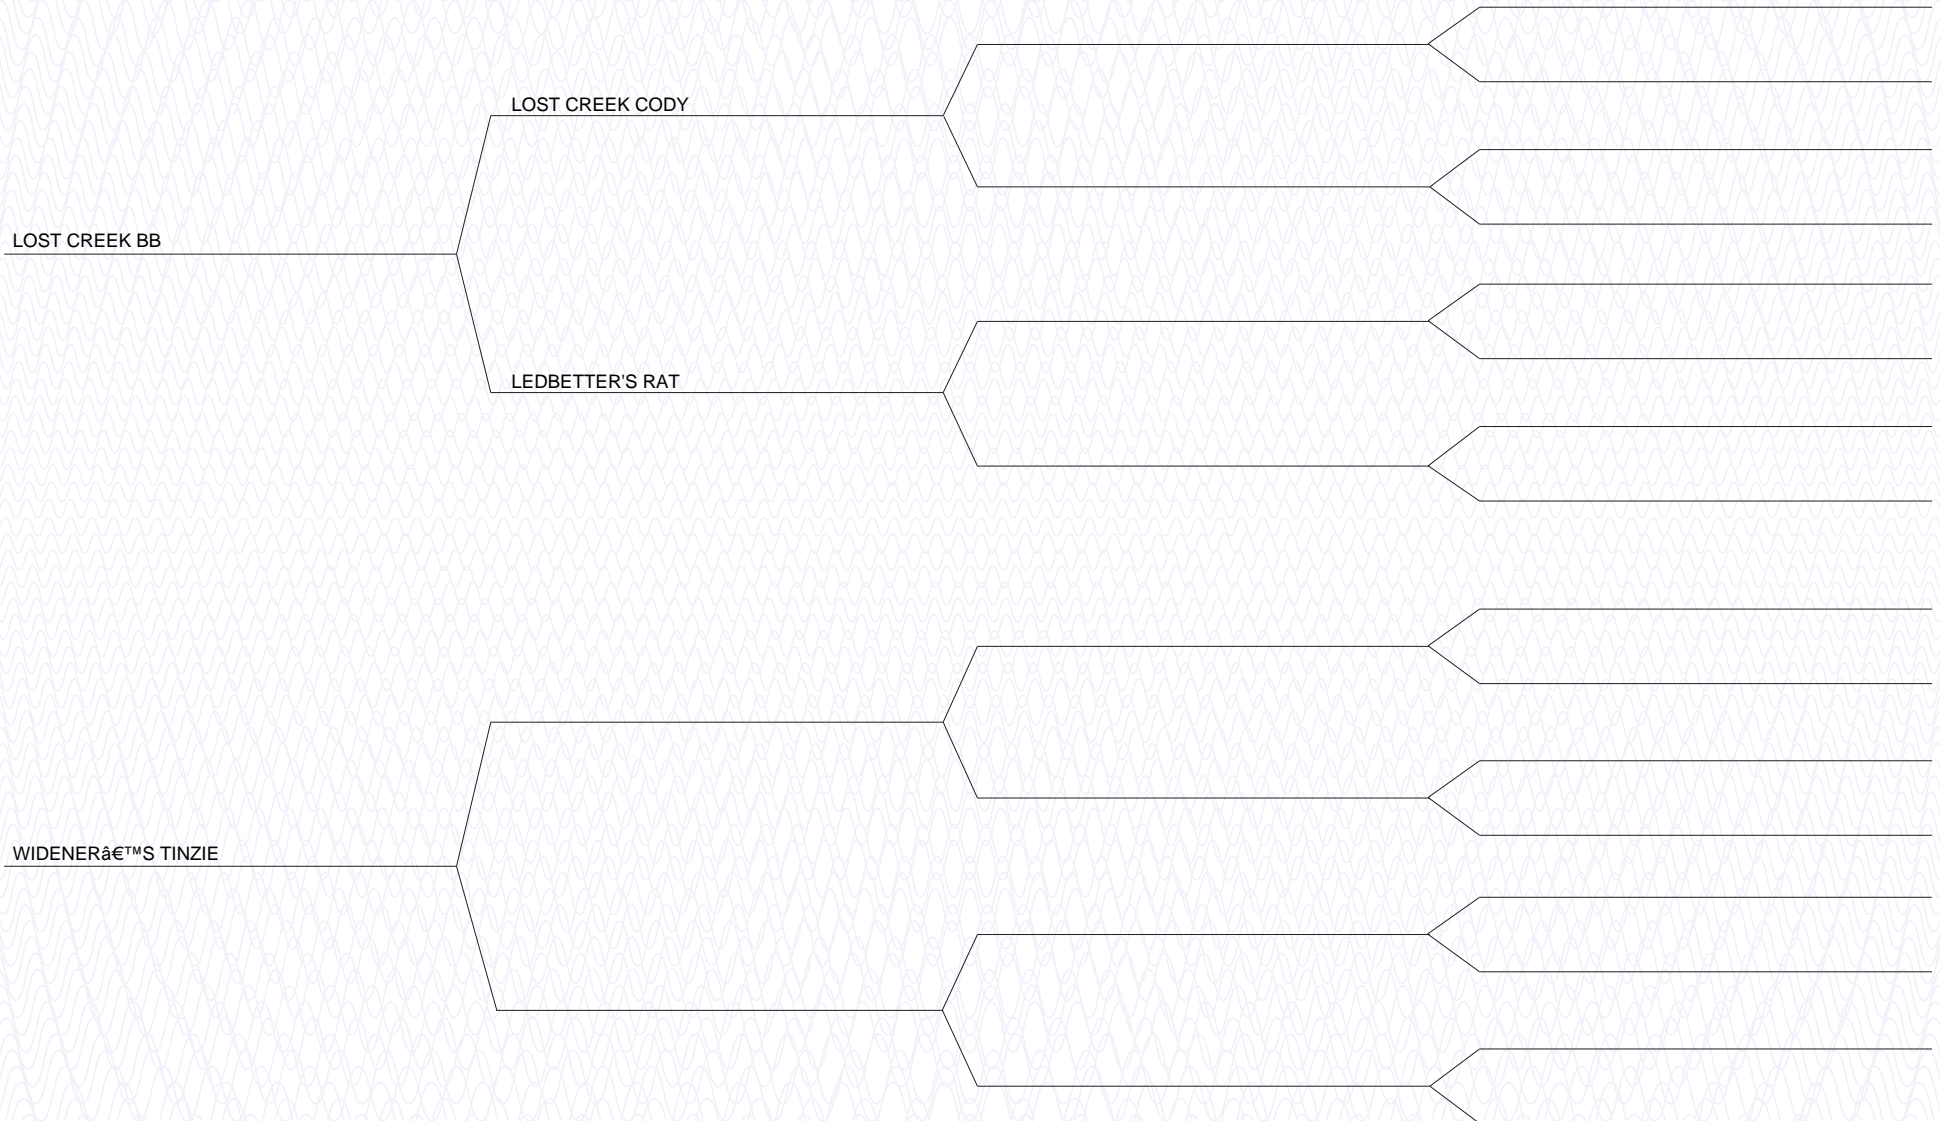 LOST CREEK CODY
LOST CREEK BB
LEDBETTER'S RAT
WIDENERâ€™S TINZIE